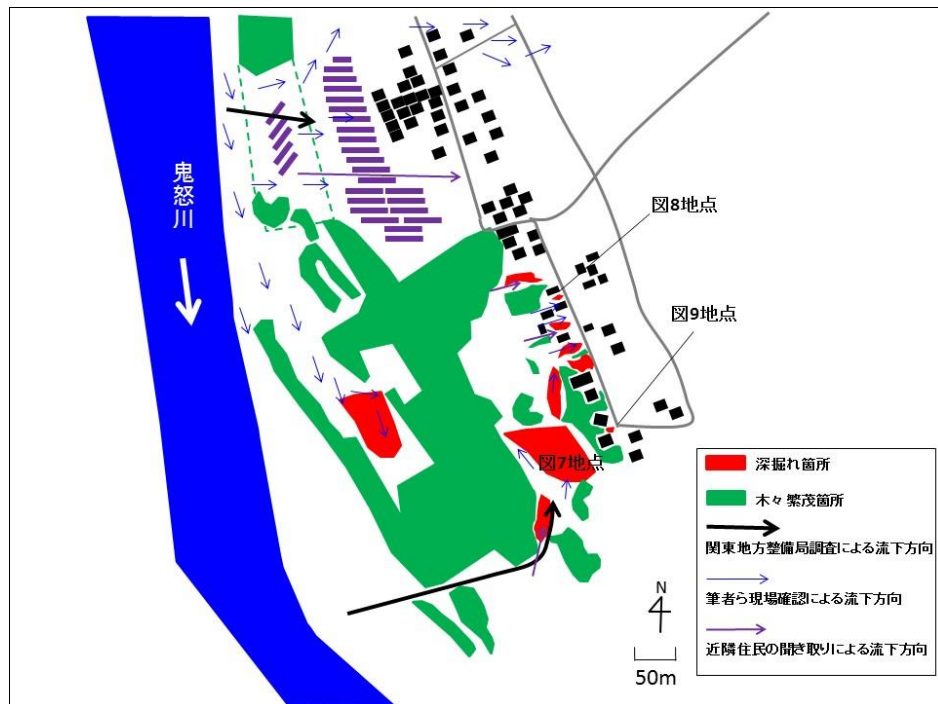 鬼怒川
図8地点
図9地点
図7地点
深掘れ箇所
木々繁茂箇所
関東地方整備局調査による流下方向
筆者ら現場確認による流下方向
近隣住民の聞き取りによる流下方向
N
50m